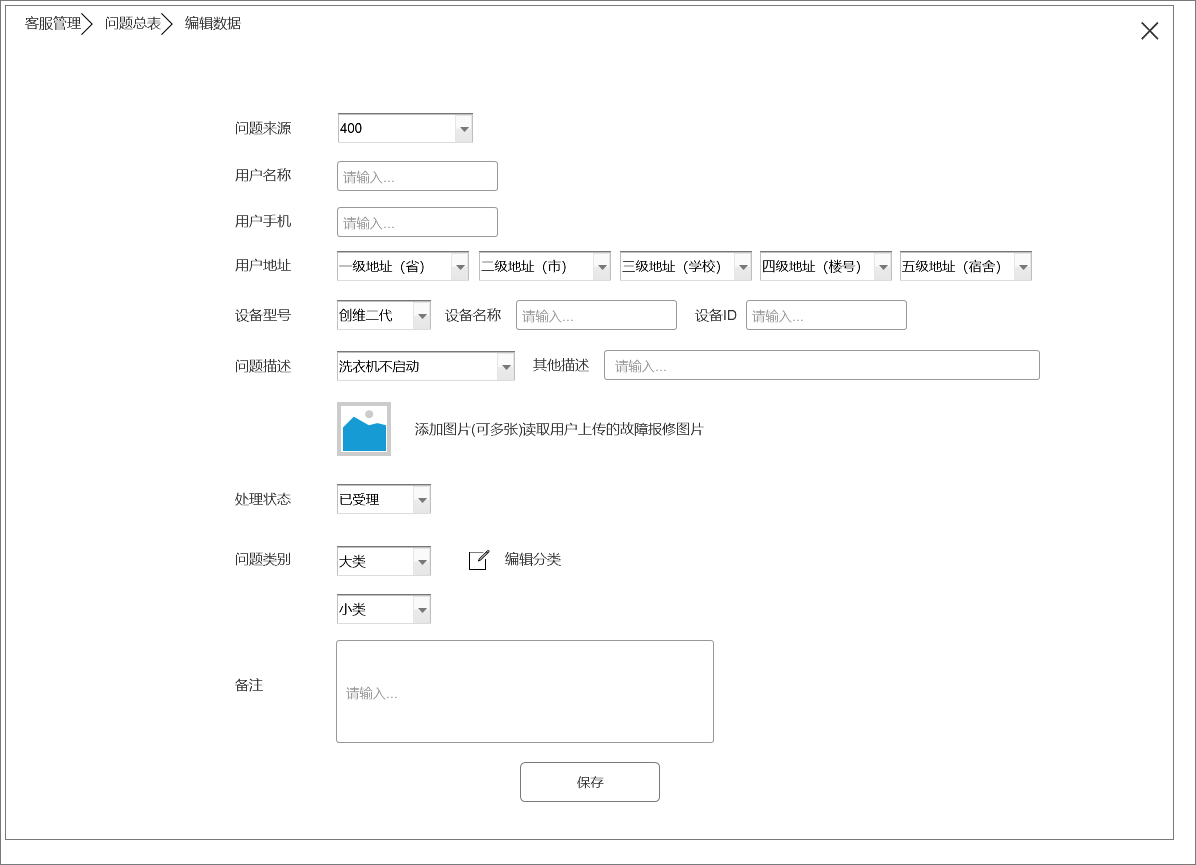 客服管理 问题总表 编辑数据
问题来源 400
用户名称 请输入...
用户手机 请输入...
用户地址 一级地址（省） 二级地址（市） 三级地址（学校） 四级地址（楼号） 五级地址（宿舍）
设备型号 创维二代 设备名称 请输入... 设备ID 请输入...
问题描述 洗衣机不启动 其他描述 请输入...
添加图片(可多张)读取用户上传的故障报修图片
处理状态 已受理
问题类别 大类 编辑分类
小类
备注 请输入...
保存